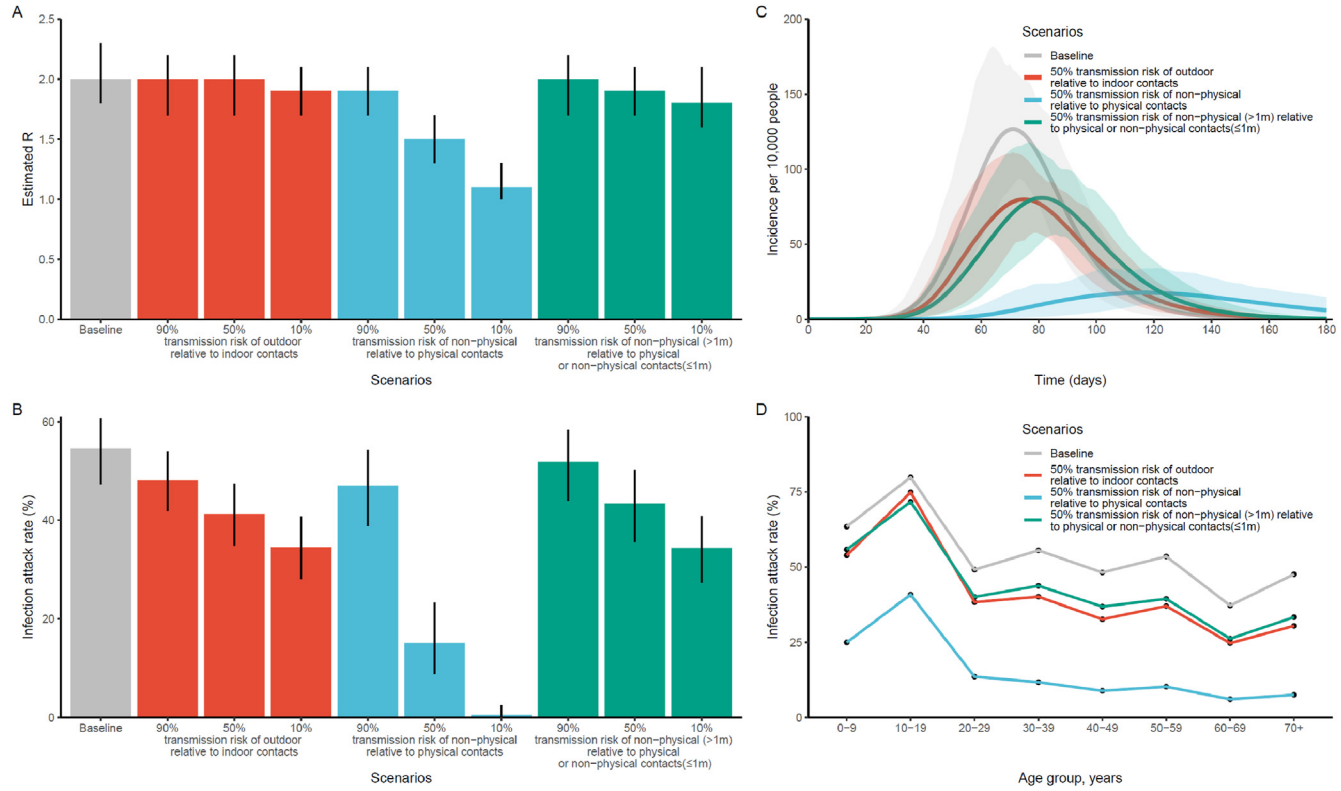 A
2.5
2.0
1.5
1.0
0.5
0.0
Estimated R
Baseline
90%
50%
10%
90%
50%
10%
90%
50%
10%
transmission risk of outdoor
relative to indoor contacts
transmission risk of non−physical
relative to physical contacts
transmission risk of non−physical (>1m)
relative to physical
or non−physical contacts(≤1m)
Scenarios
B
60
40
20
0
Infection attack rate (%)
Baseline
90%
50%
10%
90%
50%
10%
90%
50%
10%
transmission risk of outdoor
relative to indoor contacts
transmission risk of non−physical
relative to physical contacts
transmission risk of non−physical (>1m)
relative to physical
or non−physical contacts(≤1m)
Scenarios
C
200
150
100
50
0
Incidence per 10,000 people
Scenarios
Baseline
50% transmission risk of outdoor
relative to indoor contacts
50% transmission risk of non−physical
relative to physical contacts
50% transmission risk of non−physical (>1m) relative
to physical or non−physical contacts(≤1m)
0
20
40
60
80
100
120
140
160
180
Time (days)
D
100
75
50
25
0
Infection attack rate (%)
Scenarios
Baseline
50% transmission risk of outdoor
relative to indoor contacts
50% transmission risk of non−physical
relative to physical contacts
50% transmission risk of non−physical (>1m) relative
to physical or non−physical contacts(≤1m)
0−9
10−19
20−29
30−39
40−49
50−59
60−69
70+
Age group, years